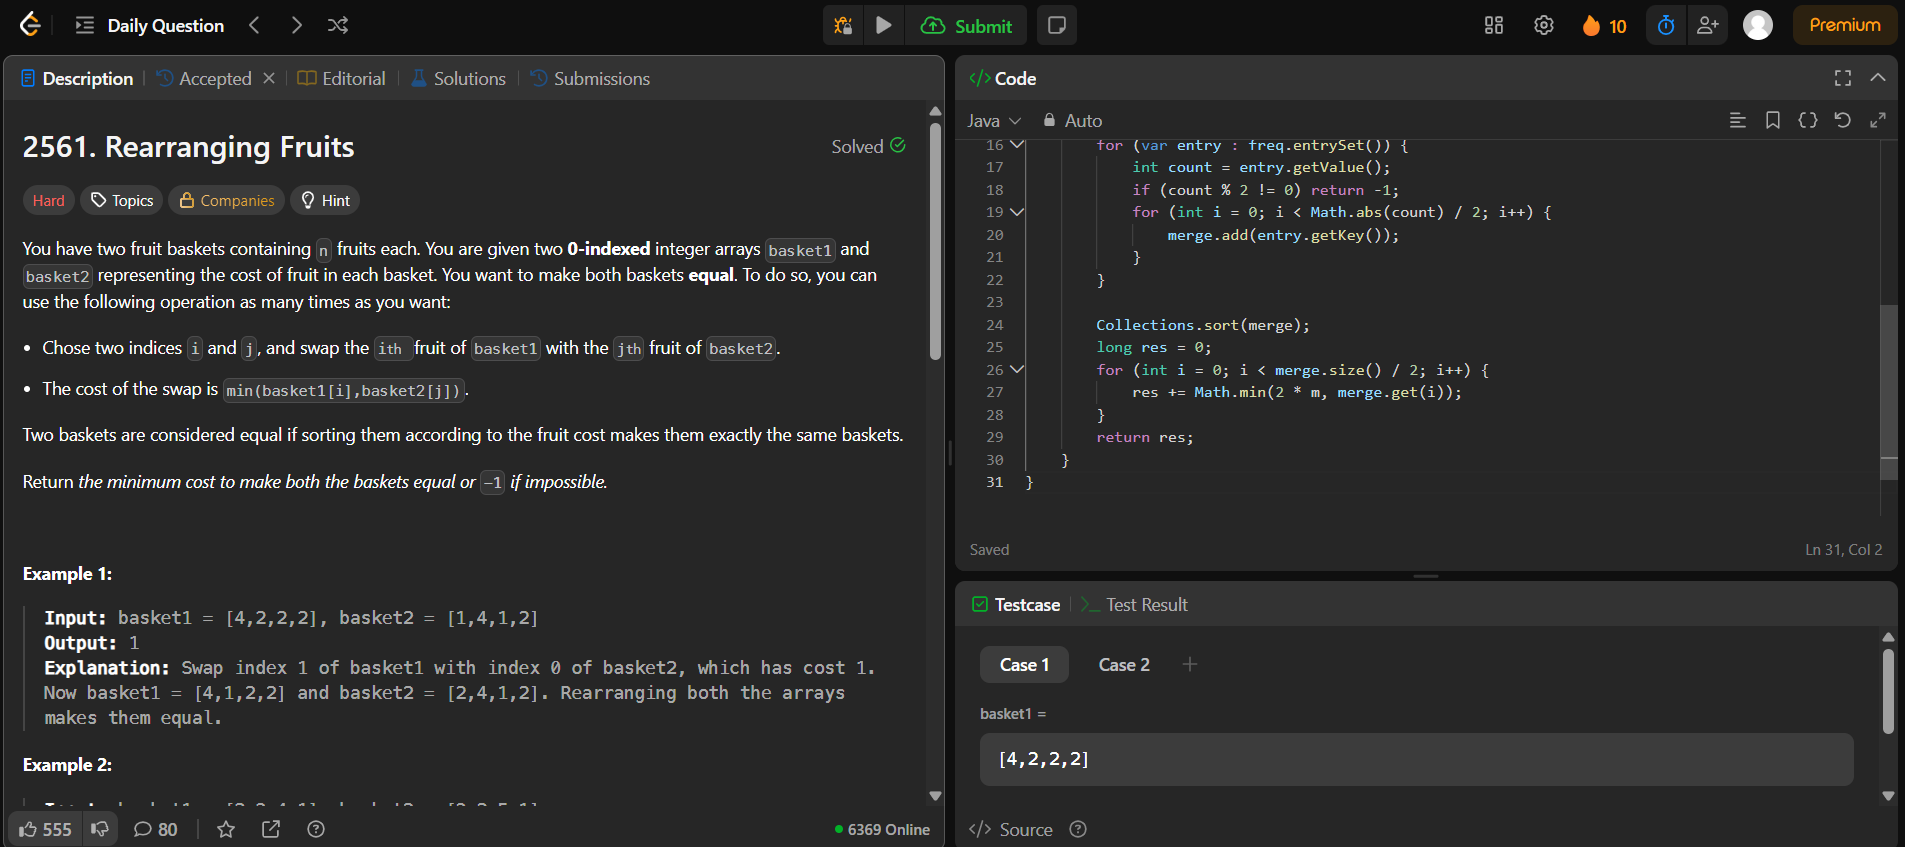 Daily Question
Submit
10
Premium
Description
Accepted
Editorial
Solutions
Submissions
2561. Rearranging Fruits
Solved
Hard
Topics
Companies
Hint
You have two fruit baskets containing n fruits each. You are given two 0-indexed integer arrays basket1 and
basket2 representing the cost of fruit in each basket. You want to make both baskets equal. To do so, you can
use the following operation as many times as you want:
• Chose two indices i and j, and swap the ith fruit of basket1 with the jth fruit of basket2.
• The cost of the swap is min(basket1[i],basket2[j]).
Two baskets are considered equal if sorting them according to the fruit cost makes them exactly the same baskets.
Return the minimum cost to make both the baskets equal or -1 if impossible.
Example 1:
Input: basket1 = [4,2,2,2], basket2 = [1,4,1,2]
Output: 1
Explanation: Swap index 1 of basket1 with index 0 of basket2, which has cost 1.
Now basket1 = [4,1,2,2] and basket2 = [2,4,1,2]. Rearranging both the arrays
makes them equal.
Example 2:
555
80
6369 Online
</> Code
Java
Auto
16 for (var entry : freq.entrySet()) {
17 int count = entry.getValue();
18 if (count % 2 != 0) return -1;
19 for (int i = 0; i < Math.abs(count) / 2; i++) {
20 merge.add(entry.getKey());
21 }
22 }
23
24 Collections.sort(merge);
25 long res = 0;
26 for (int i = 0; i < merge.size() / 2; i++) {
27 res += Math.min(2 * m, merge.get(i));
28 }
29 return res;
30 }
31 }
Saved
Ln 31, Col 2
Testcase
Test Result
Case 1
Case 2
basket1 =
[4,2,2,2]
</> Source